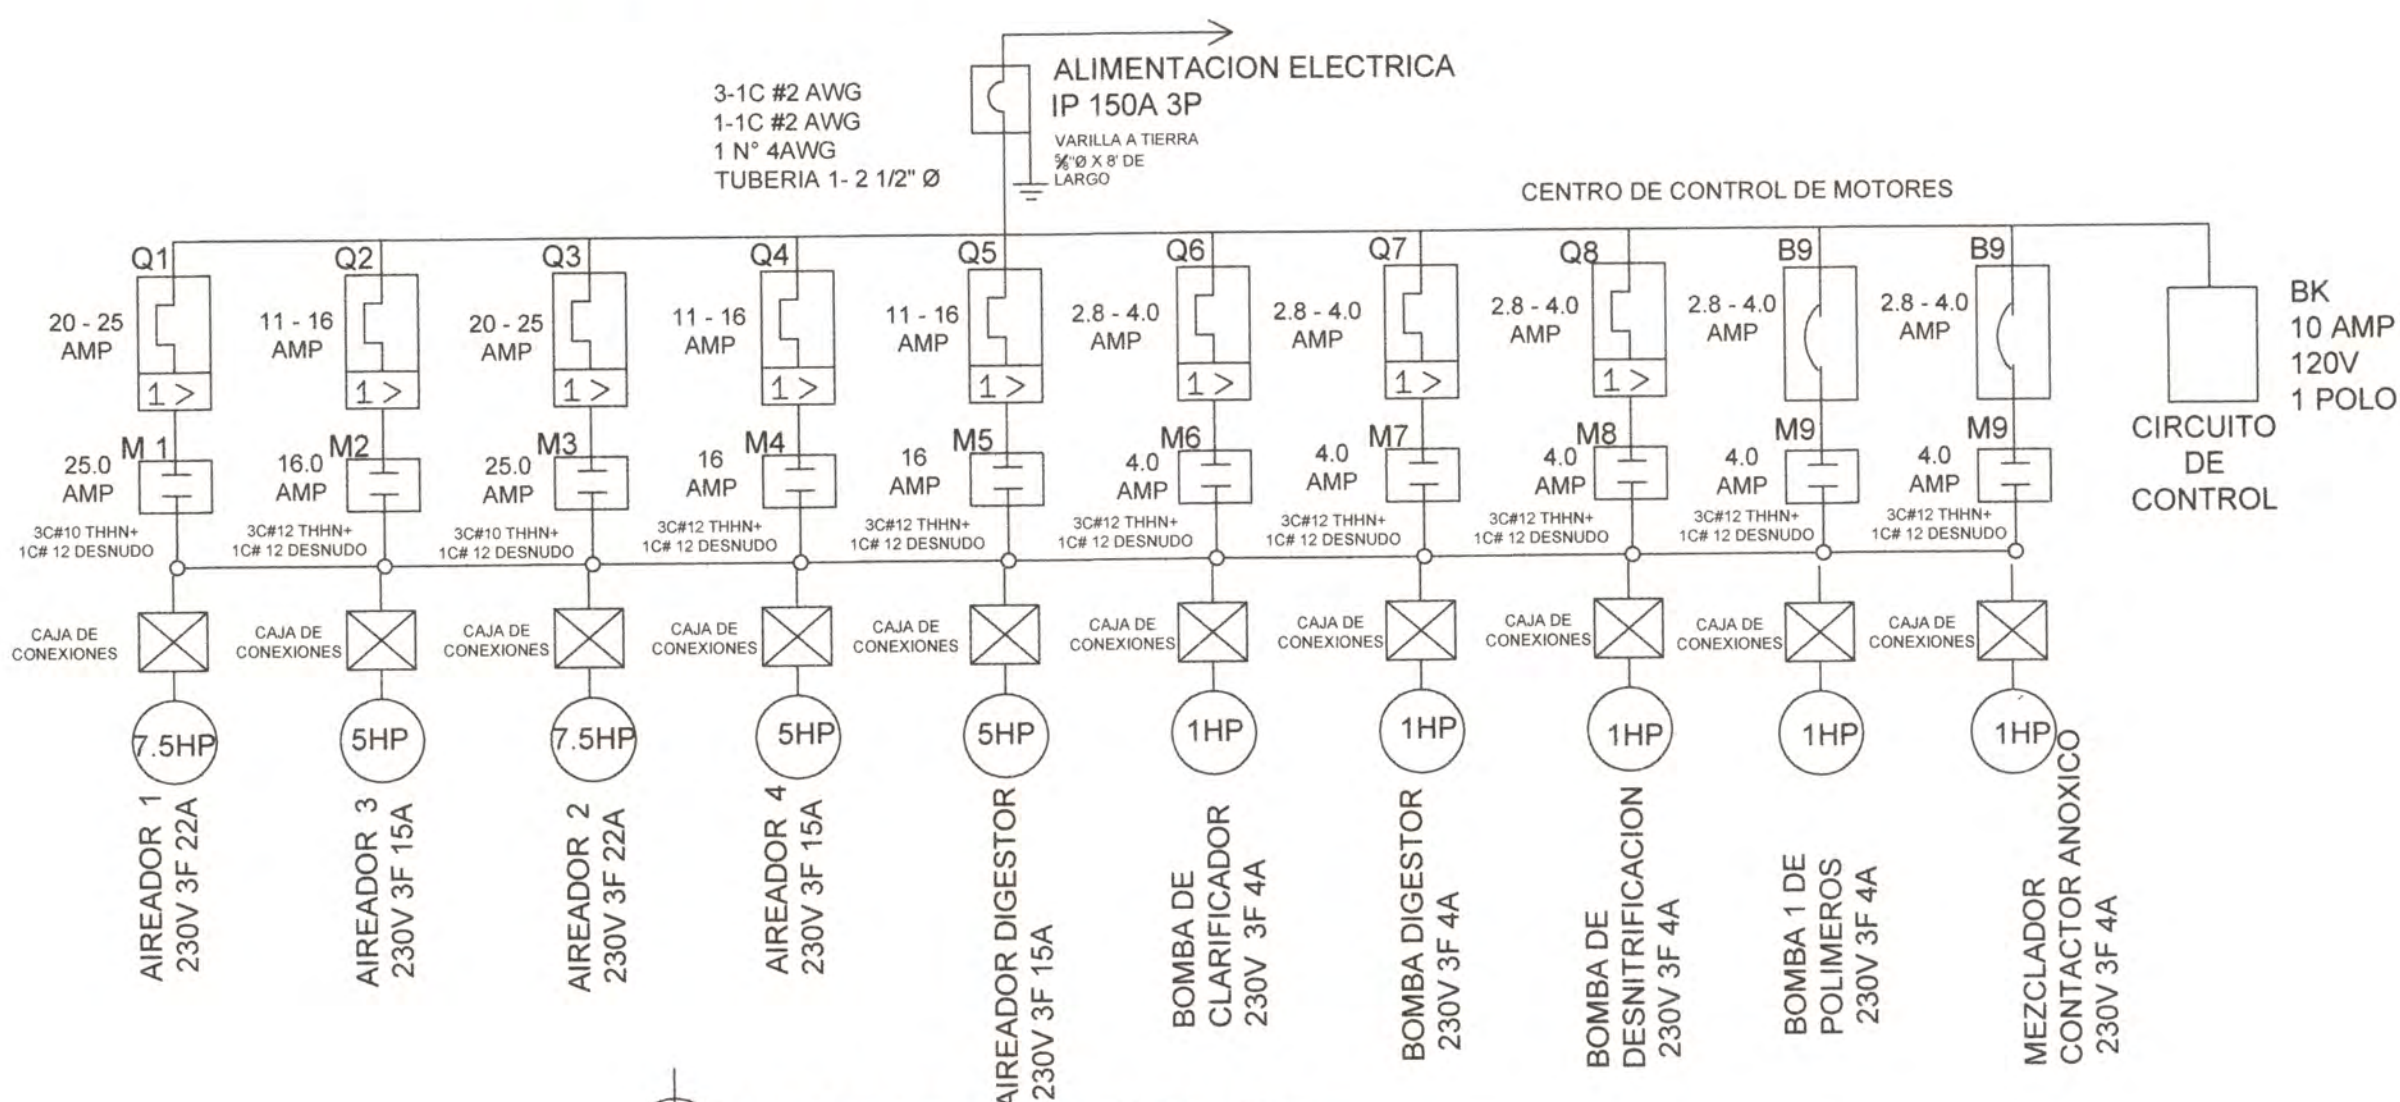 ALIMENTACION ELECTRICA
IP 150A 3P
VARILLA A TIERRA
⅝"Ø X 8' DE
LARGO
3-1C #2 AWG
1-1C #2 AWG
1 N° 4AWG
TUBERIA 1- 2 1/2" Ø
CENTRO DE CONTROL DE MOTORES
Q1
Q2
Q3
Q4
Q5
Q6
Q7
Q8
B9
B9
20 - 25
AMP
11 - 16
AMP
20 - 25
AMP
11 - 16
AMP
11 - 16
AMP
2.8 - 4.0
AMP
2.8 - 4.0
AMP
2.8 - 4.0
AMP
2.8 - 4.0
AMP
2.8 - 4.0
AMP
BK
10 AMP
120V
1 POLO
CIRCUITO
DE
CONTROL
1 >
1 >
1 >
1 >
1 >
1 >
1 >
1 >
M 1
M2
M3
M4
M5
M6
M7
M8
M9
M9
25.0
AMP
16.0
AMP
25.0
AMP
16
AMP
16
AMP
4.0
AMP
4.0
AMP
4.0
AMP
4.0
AMP
4.0
AMP
3C#10 THHN+
1C# 12 DESNUDO
3C#12 THHN+
1C# 12 DESNUDO
3C#10 THHN+
1C# 12 DESNUDO
3C#12 THHN+
1C# 12 DESNUDO
3C#12 THHN+
1C# 12 DESNUDO
3C#12 THHN+
1C# 12 DESNUDO
3C#12 THHN+
1C# 12 DESNUDO
3C#12 THHN+
1C# 12 DESNUDO
3C#12 THHN+
1C# 12 DESNUDO
3C#12 THHN+
1C# 12 DESNUDO
CAJA DE
CONEXIONES
CAJA DE
CONEXIONES
CAJA DE
CONEXIONES
CAJA DE
CONEXIONES
CAJA DE
CONEXIONES
CAJA DE
CONEXIONES
CAJA DE
CONEXIONES
CAJA DE
CONEXIONES
CAJA DE
CONEXIONES
CAJA DE
CONEXIONES
7.5HP
5HP
7.5HP
5HP
5HP
1HP
1HP
1HP
1HP
1HP
AIREADOR 1
230V 3F 22A
AIREADOR 3
230V 3F 15A
AIREADOR 2
230V 3F 22A
AIREADOR 4
230V 3F 15A
AIREADOR DIGESTOR
230V 3F 15A
BOMBA DE
CLARIFICADOR
230V 3F 4A
BOMBA DIGESTOR
230V 3F 4A
BOMBA DE
DESNITRIFICACION
230V 3F 4A
BOMBA 1 DE
POLIMEROS
230V 3F 4A
MEZCLADOR
CONTACTOR ANOXICO
230V 3F 4A